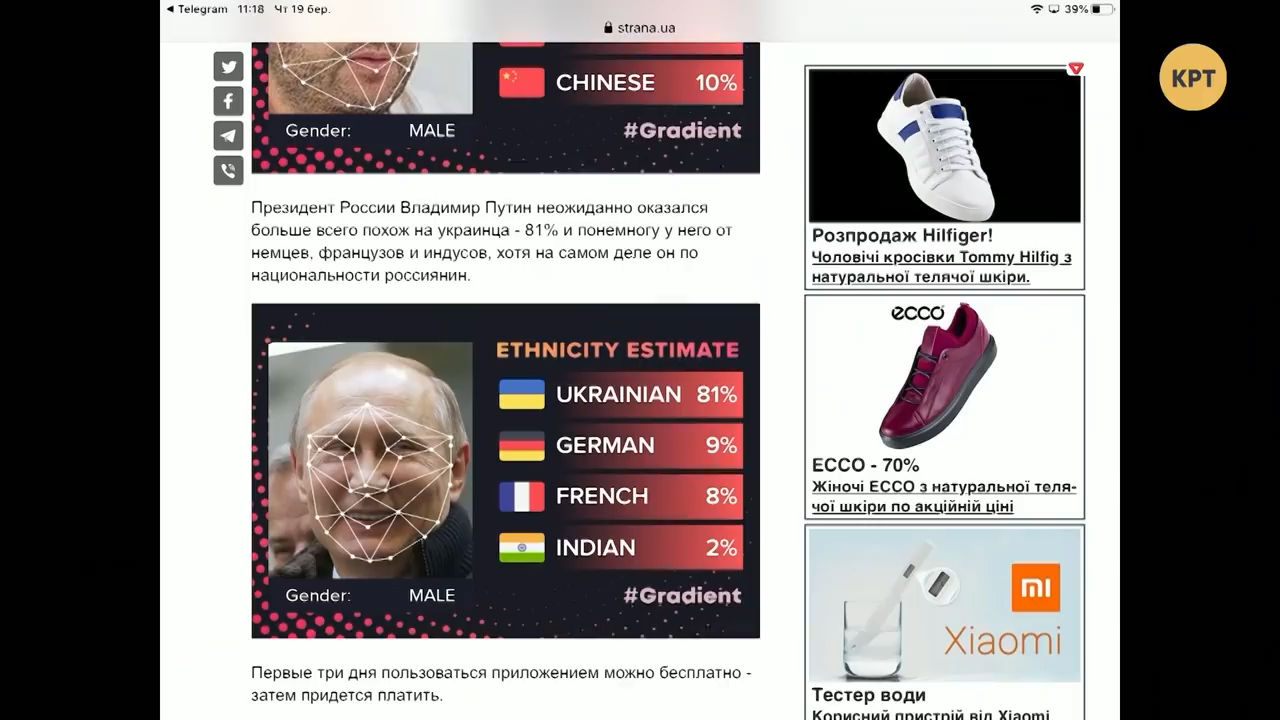 Telegram 11:18 Чт 19 бер.
39%
strana.ua
CHINESE 10%
Gender: MALE
#Gradient
Президент России Владимир Путин неожиданно оказался
больше всего похож на украинца - 81% и понемногу у него от
немцев, французов и индусов, хотя на самом деле он по
национальности россиянин.
ETHNICITY ESTIMATE
UKRAINIAN 81%
GERMAN 9%
FRENCH 8%
INDIAN 2%
Gender: MALE
#Gradient
Первые три дня пользоваться приложением можно бесплатно -
затем придется платить.
Розпродаж Hilfiger!
Чоловічі кросівки Tommy Hilfig з
натуральної телячої шкіри.
ecco
ECCO - 70%
Жіночі ECCO з натуральної теля-
чої шкіри по акційній ціні
mi
Xiaomi
Тестер води
Корисний пристрій від Xiaomi
КРТ